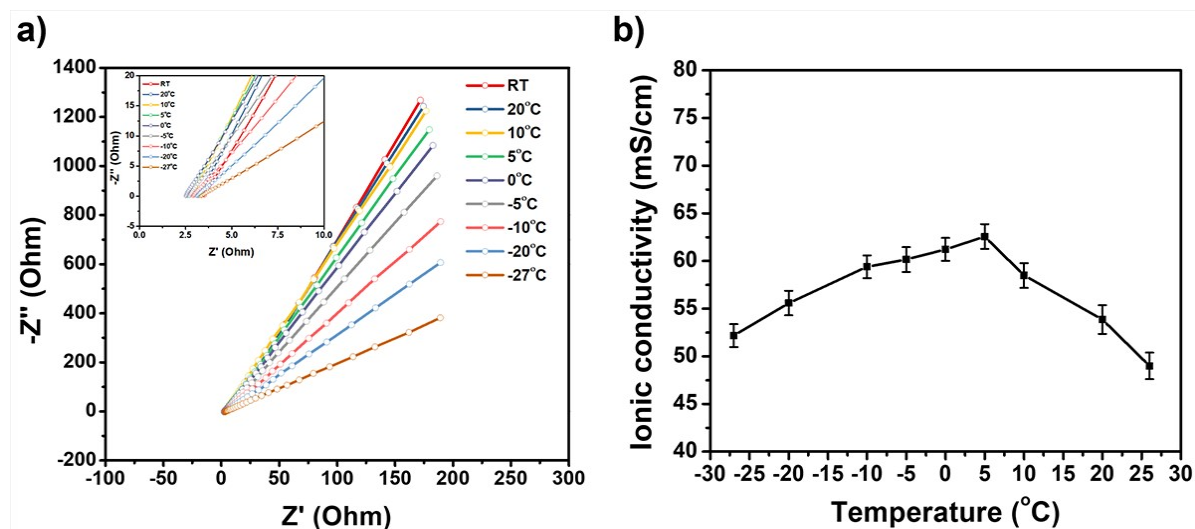 a)
1400
1200
1000
800
600
400
200
0
-200
-100
-50
0
50
100
150
200
250
300
-Z'' (Ohm)
Z' (Ohm)
RT
20°C
10°C
5°C
0°C
-5°C
-10°C
-20°C
-27°C
20
15
10
5
0
-5
0.0
2.5
5.0
7.5
10.0
-Z'' (Ohm)
Z' (Ohm)
RT
20°C
10°C
5°C
0°C
-5°C
-10°C
-20°C
-27°C
b)
80
75
70
65
60
55
50
45
40
-30
-25
-20
-15
-10
-5
0
5
10
15
20
25
30
Ionic conductivity (mS/cm)
Temperature (°C)